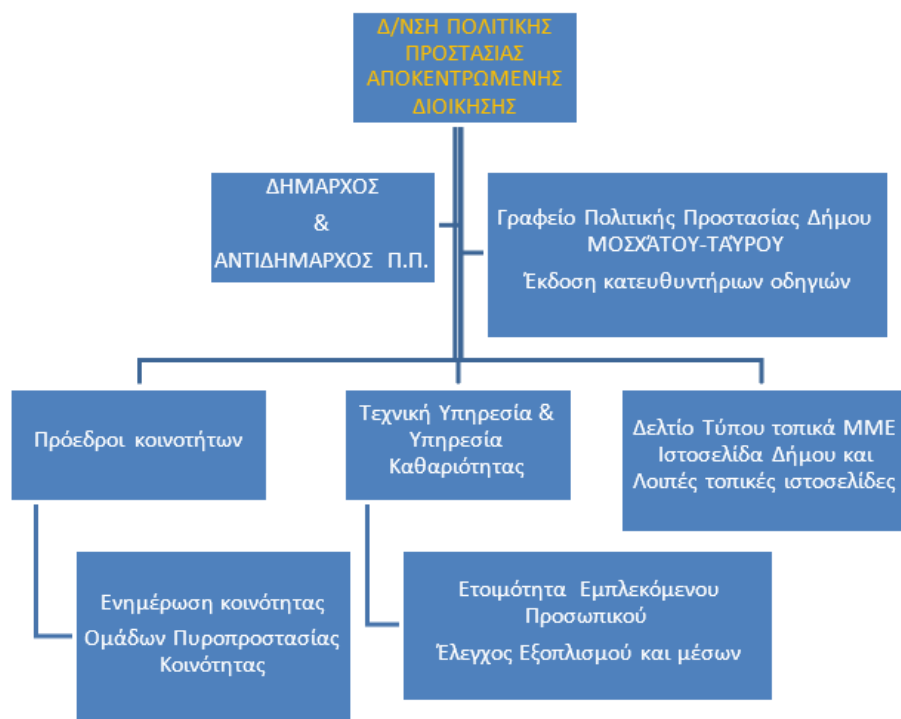 Δ/ΝΣΗ ΠΟΛΙΤΙΚΗΣ
ΠΡΟΣΤΑΣΙΑΣ
ΑΠΟΚΕΝΤΡΩΜΕΝΗΣ
ΔΙΟΙΚΗΣΗΣ
ΔΗΜΑΡΧΟΣ
&
ΑΝΤΙΔΗΜΑΡΧΟΣ Π.Π.
Γραφείο Πολιτικής Προστασίας Δήμου
ΜΟΣΧΆΤΟΥ-ΤΑΎΡΟΥ
Έκδοση κατευθυντήριων οδηγιών
Πρόεδροι κοινοτήτων
Τεχνική Υπηρεσία &
Υπηρεσία
Καθαριότητας
Δελτίο Τύπου τοπικά ΜΜΕ
Ιστοσελίδα Δήμου και
Λοιπές τοπικές ιστοσελίδες
Ενημέρωση κοινότητας
Ομάδων Πυροπροστασίας
Κοινότητας
Ετοιμότητα Εμπλεκόμενου
Προσωπικού
Έλεγχος Εξοπλισμού και μέσων